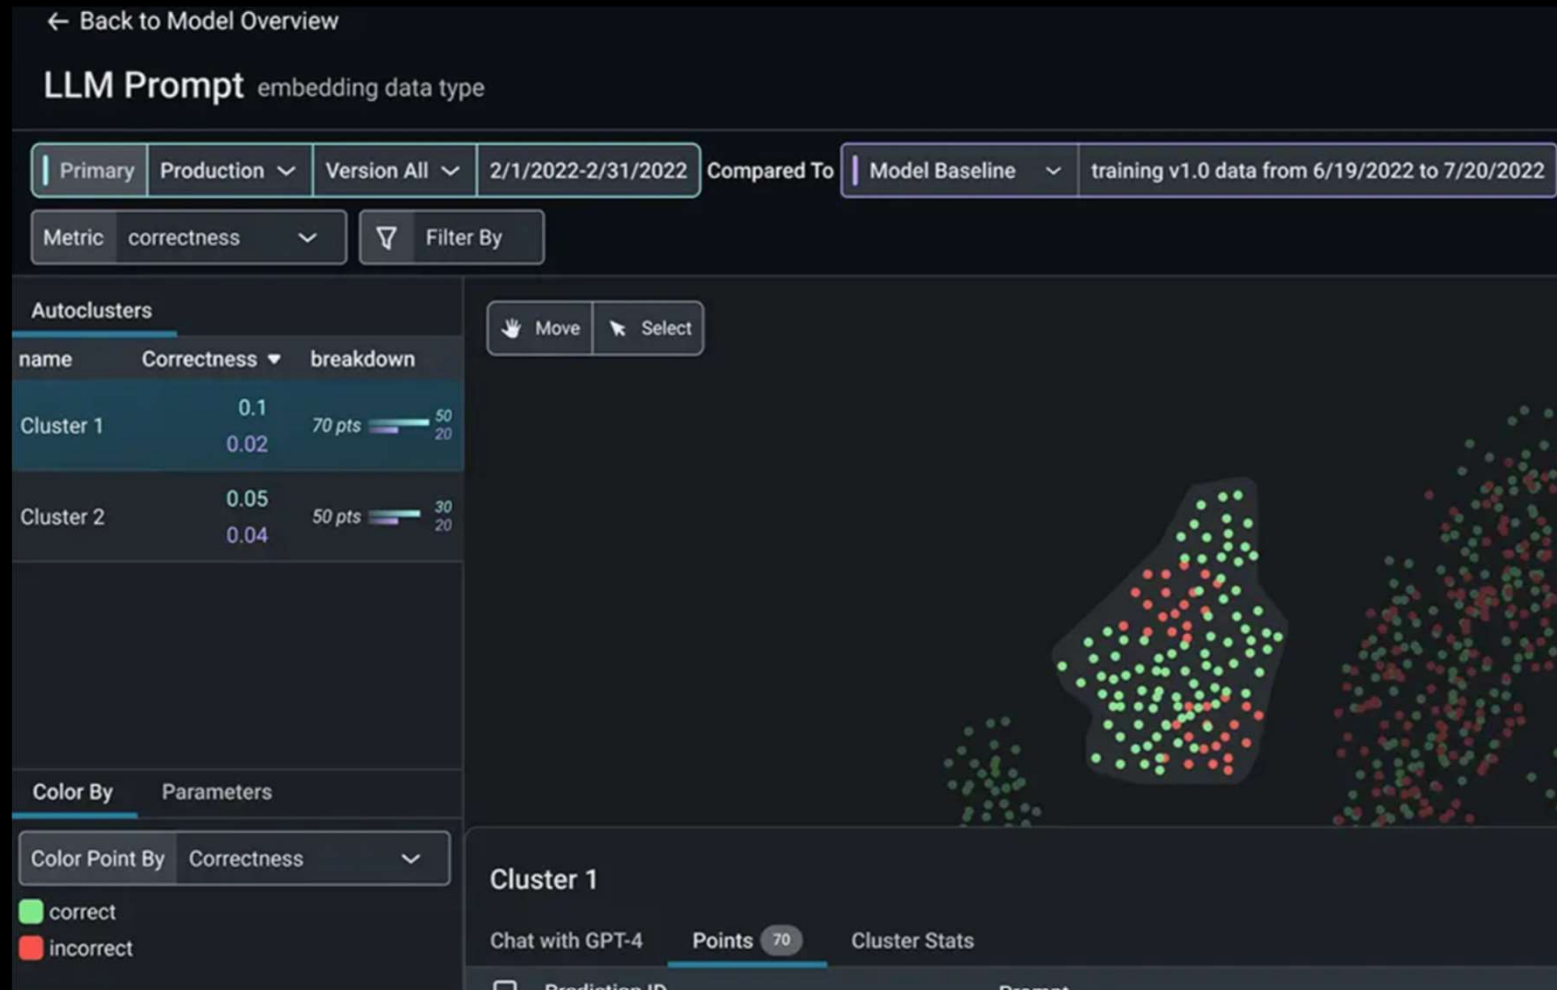 ← Back to Model Overview
LLM Prompt embedding data type
Primary Production Version All 2/1/2022-2/31/2022 Compared To Model Baseline training v1.0 data from 6/19/2022 to 7/20/2022
Metric correctness Filter By
Autoclusters
Move Select
name Correctness breakdown
Cluster 1 0.1 0.02 70 pts 50 20
Cluster 2 0.05 0.04 50 pts 30 20
Color By Parameters
Color Point By Correctness
correct
incorrect
Cluster 1
Chat with GPT-4 Points 70 Cluster Stats
Prediction ID Prompt